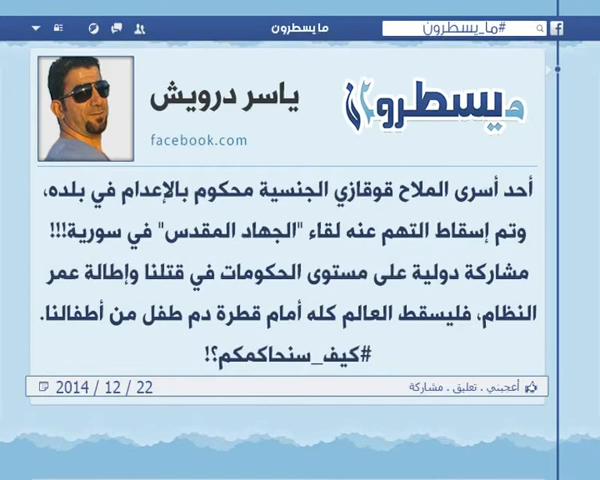 #ما_يسطرون
ما يسطرون
ما يسطرون
ياسر درويش
facebook.com
أحد أسرى الملاح قوقازي الجنسية محكوم بالإعدام في بلده،
وتم إسقاط التهم عنه لقاء "الجهاد المقدس" في سورية!!!
مشاركة دولية على مستوى الحكومات في قتلنا وإطالة عمر
النظام، فليسقط العالم كله أمام قطرة دم طفل من أطفالنا.
#كيف_سنحاكمكم؟!
أعجبني . تعليق . مشاركة
22 / 12 / 2014